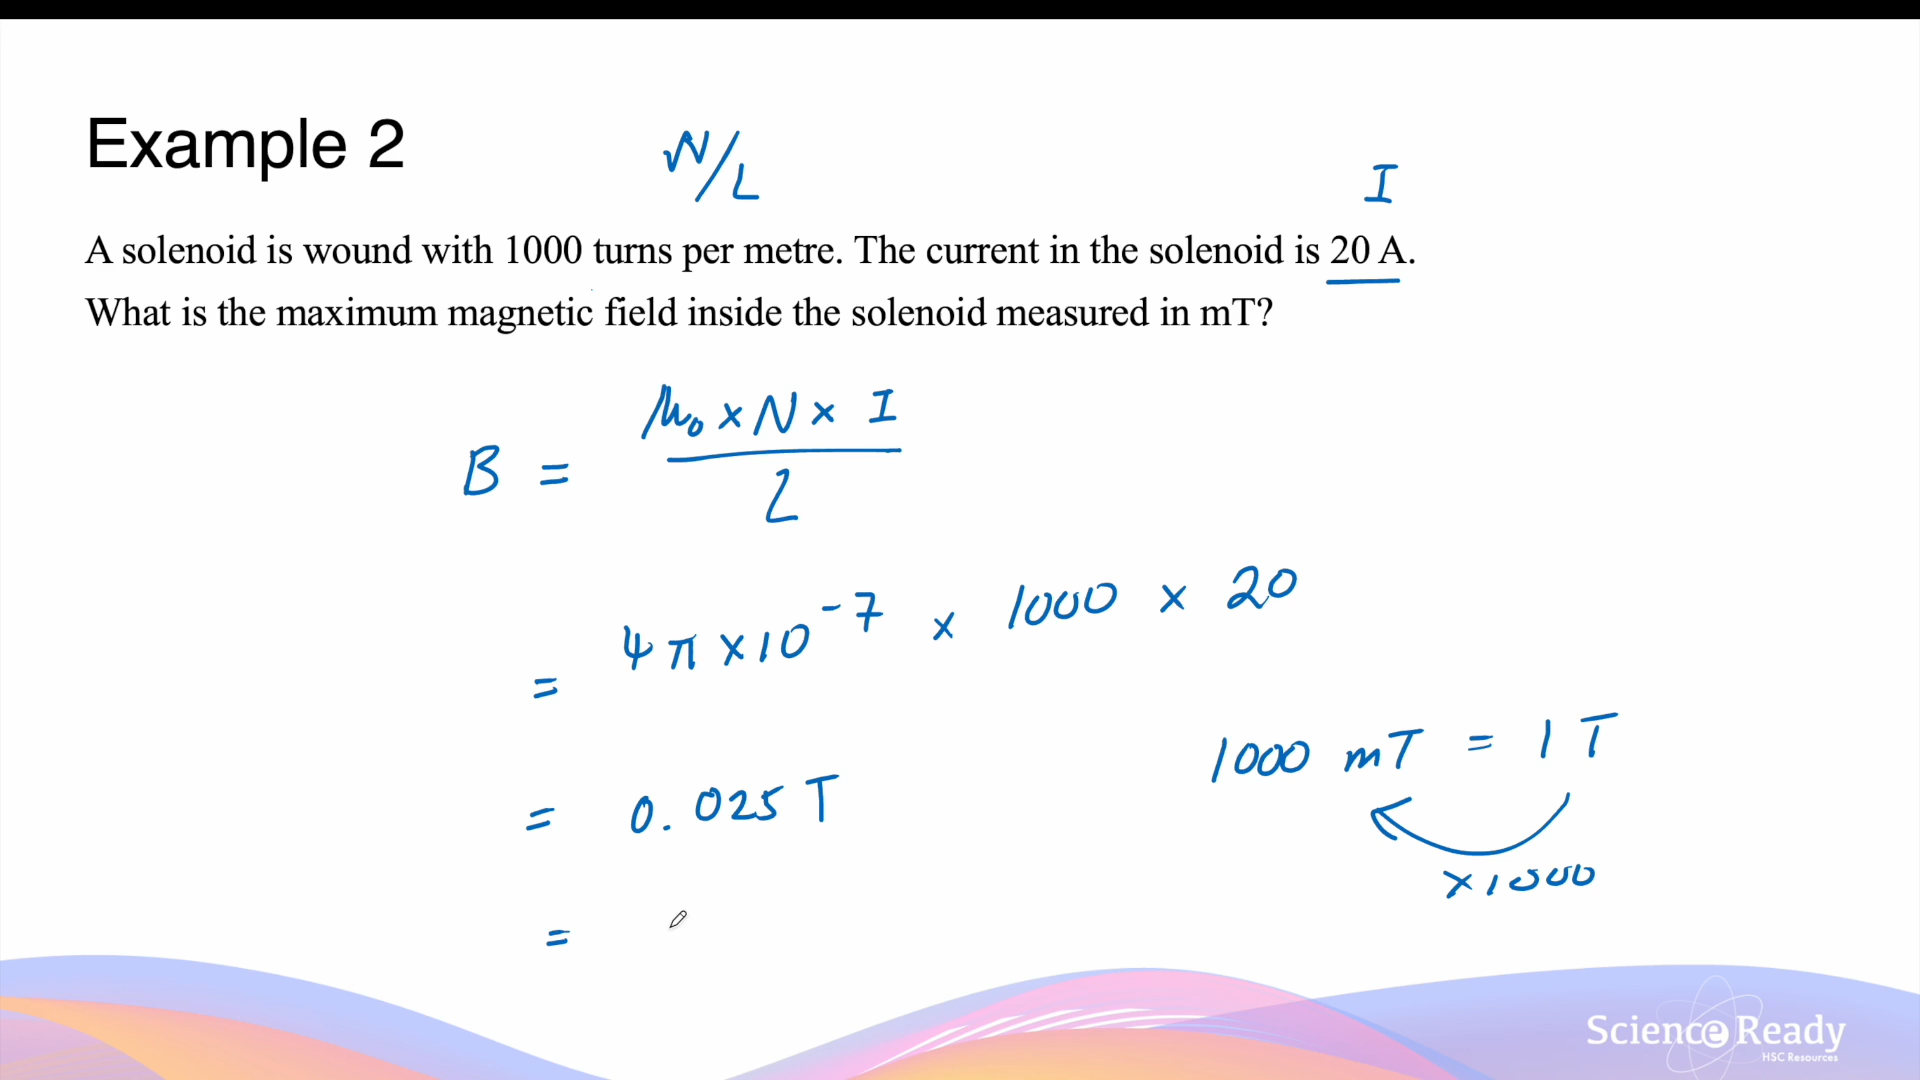 Example 2
N/L
I
A solenoid is wound with 1000 turns per metre. The current in the solenoid is 20 A.
What is the maximum magnetic field inside the solenoid measured in mT?
B = μ₀ × N × I / L
= 4π × 10⁻⁷ × 1000 × 20
1000 mT = 1 T
= 0.025 T
×1000
=
Science Ready
HSC Resources